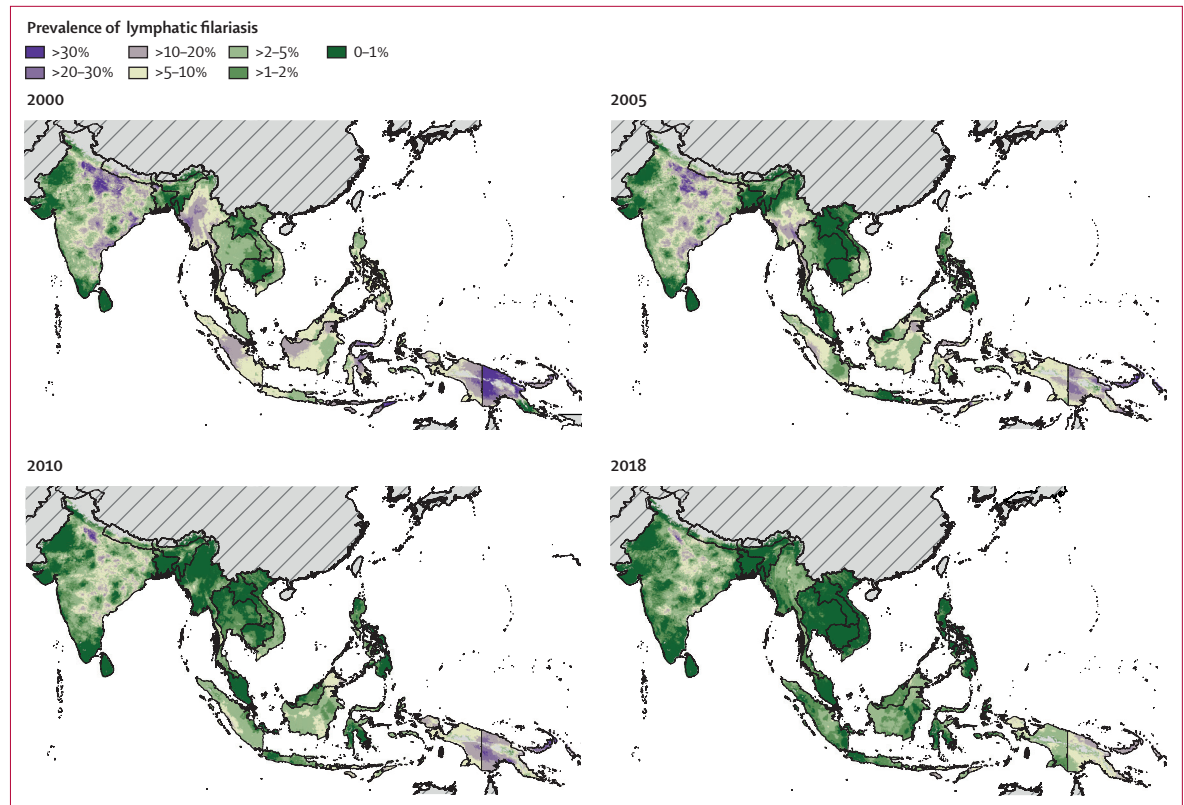 Prevalence of lymphatic filariasis
>30% >10–20% >2–5% 0–1%
>20–30% >5–10% >1–2%
2000 2005
2010 2018